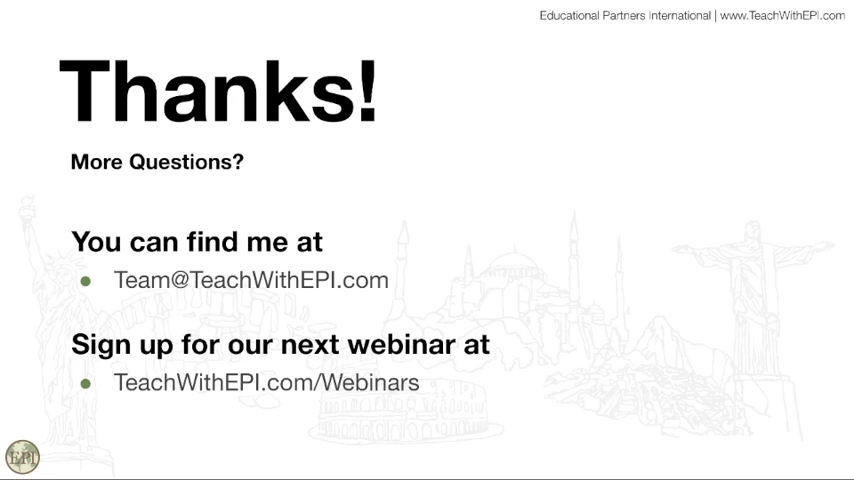 Educational Partners International | www.TeachWithEPI.com
Thanks!
More Questions?
You can find me at
● Team@TeachWithEPI.com
Sign up for our next webinar at
● TeachWithEPI.com/Webinars
EPI